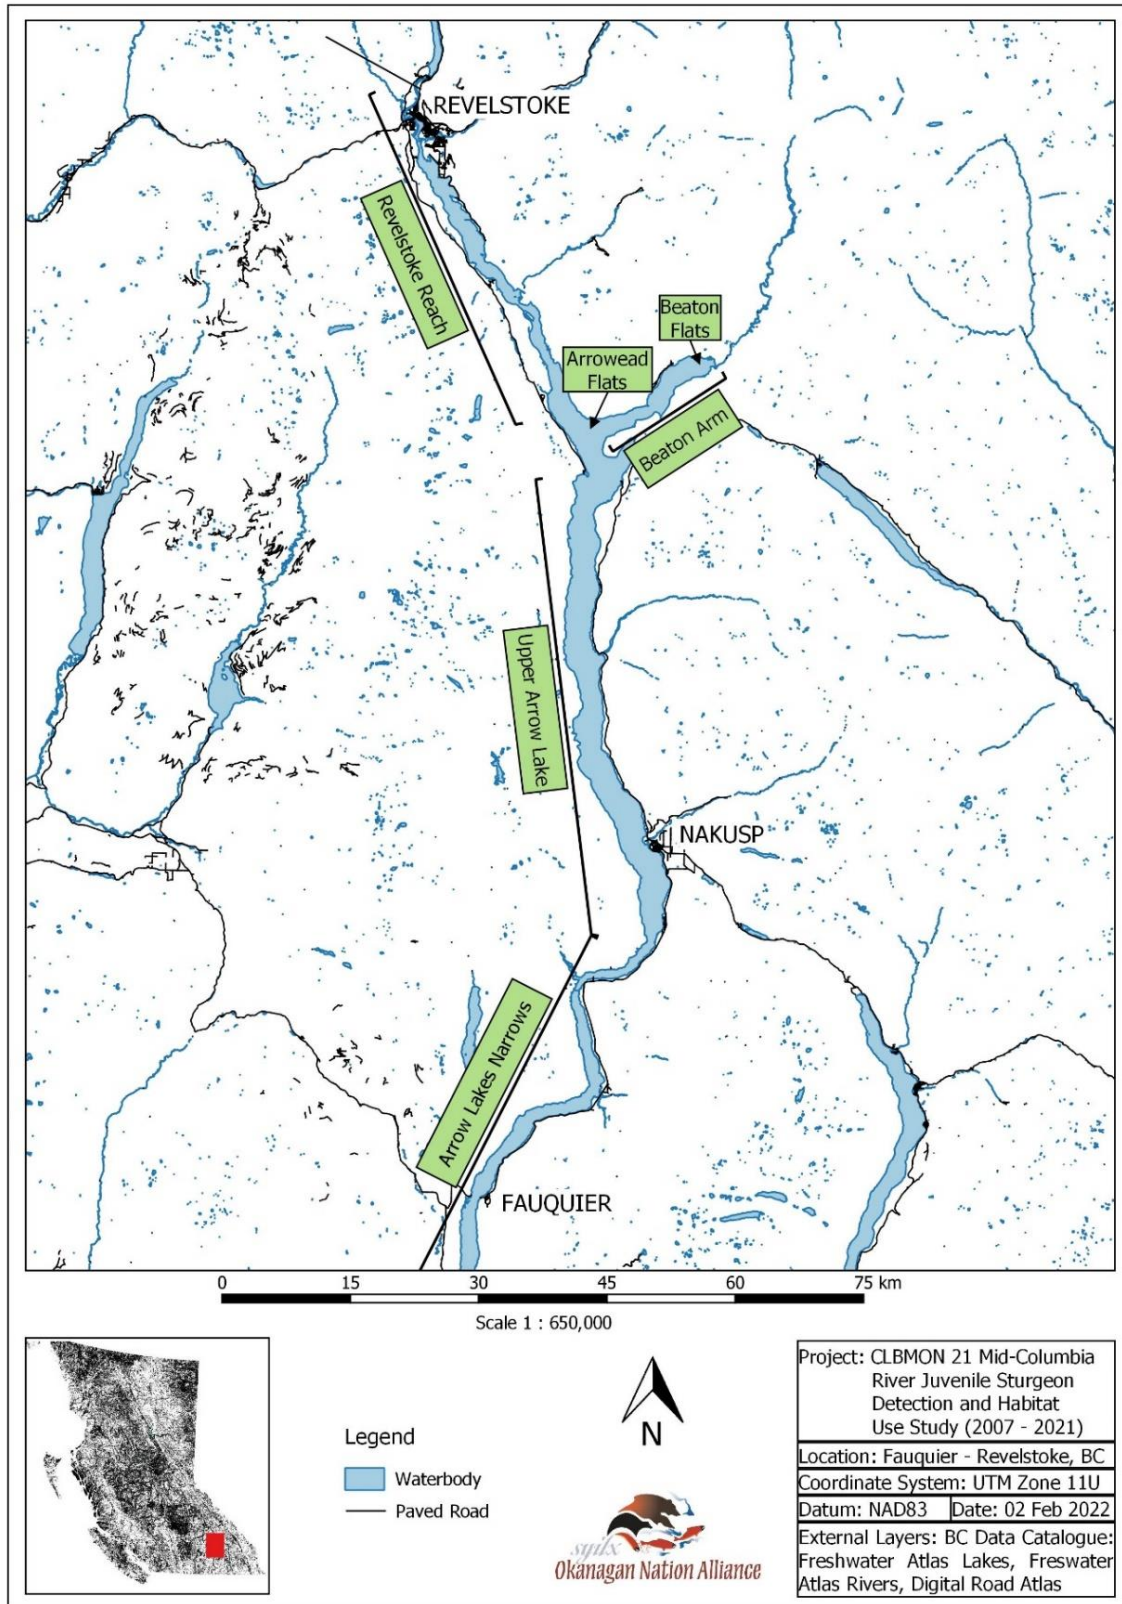 REVELSTOKE
Revelstoke Reach
Beaton
Flats
Arrowead
Flats
Beaton Arm
Upper Arrow Lake
NAKUSP
Arrow Lakes Narrows
FAUQUIER
0 15 30 45 60 75 km
Scale 1 : 650,000
Legend
Waterbody
Paved Road
N
syilx
Okanagan Nation Alliance
Project: CLBMON 21 Mid-Columbia
River Juvenile Sturgeon
Detection and Habitat
Use Study (2007 - 2021)
Location: Fauquier - Revelstoke, BC
Coordinate System: UTM Zone 11U
Datum: NAD83 Date: 02 Feb 2022
External Layers: BC Data Catalogue:
Freshwater Atlas Lakes, Freswater
Atlas Rivers, Digital Road Atlas